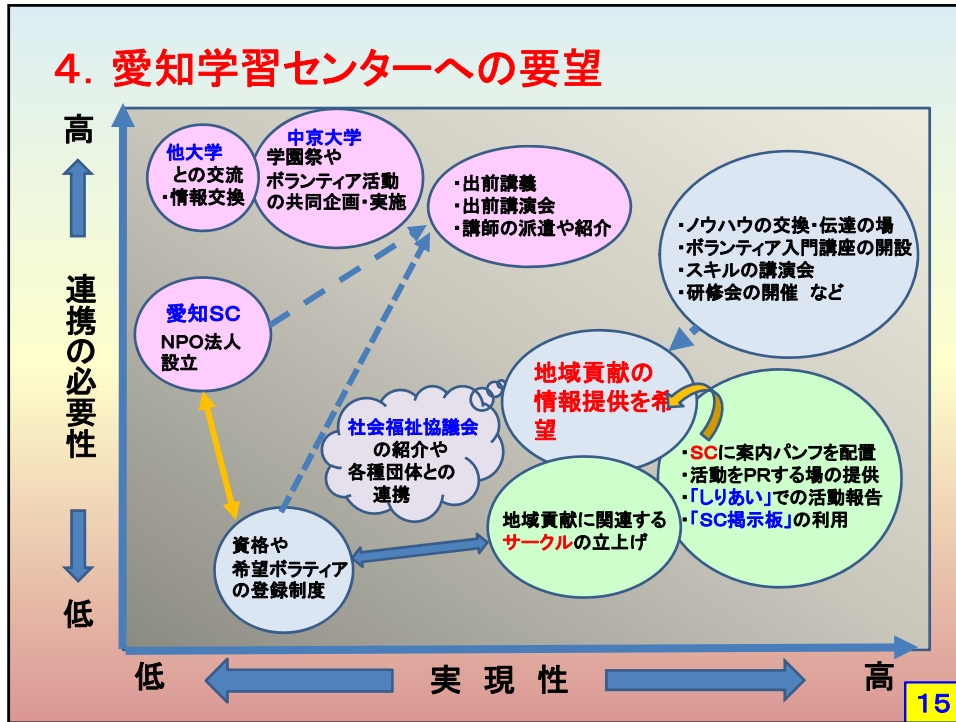 4．愛知学習センターへの要望
高
連携の必要性
低
他大学
との交流
・情報交換
中京大学
学園祭や
ボランティア活動
の共同企画・実施
・出前講義
・出前講演会
・講師の派遣や紹介
・ノウハウの交換・伝達の場
・ボランティア入門講座の開設
・スキルの講演会
・研修会の開催 など
愛知SC
NPO法人
設立
地域貢献の
情報提供を希
望
社会福祉協議会
の紹介や
各種団体との
連携
・SCに案内パンフを配置
・活動をPRする場の提供
・「しりあい」での活動報告
・「SC掲示板」の利用
地域貢献に関連する
サークルの立上げ
資格や
希望ボラティア
の登録制度
低
実 現 性
高
15